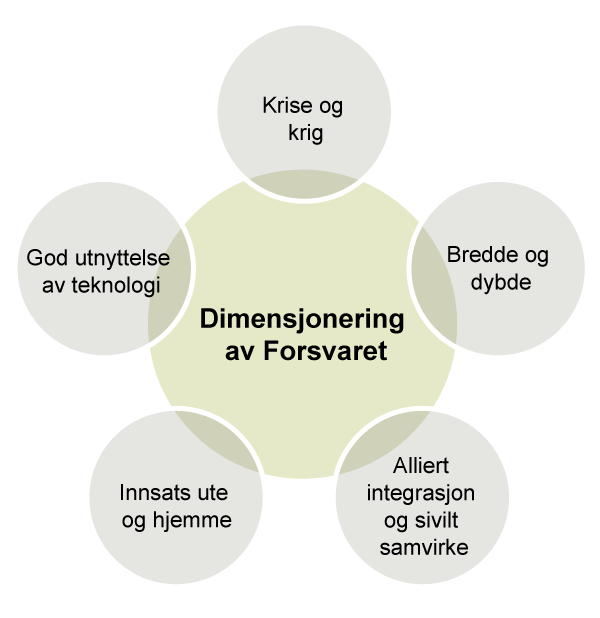 Krise og
krig
God utnyttelse
av teknologi
Bredde og
dybde
Dimensjonering
av Forsvaret
Innsats ute
og hjemme
Alliert
integrasjon
og sivilt
samvirke